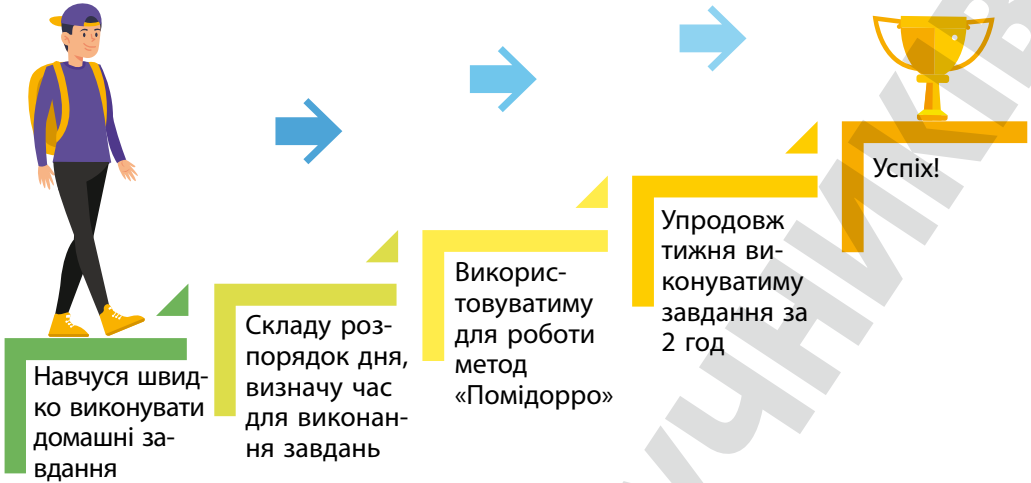 Навчуся швид-
ко виконувати
домашні за-
вдання
Складу роз-
порядок дня,
визначу час
для виконан-
ня завдань
Викорис-
товуватиму
для роботи
метод
«Помідорро»
Упродовж
тижня ви-
конуватиму
завдання за
2 год
Успіх!